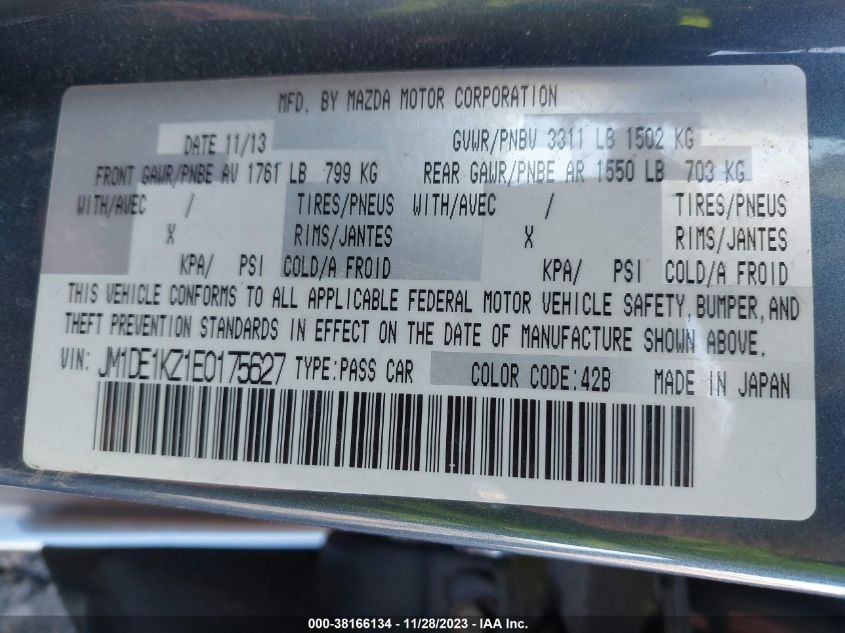 MFD. BY MAZDA MOTOR CORPORATION
DATE 11/13 GVWR/PNBV 3311 LB 1502 KG
FRONT GAWR/PNBE AV 1761 LB 799 KG REAR GAWR/PNBE AR 1550 LB 703 KG
WITH/AVEC / TIRES/PNEUS WITH/AVEC / TIRES/PNEUS
X RIMS/JANTES X RIMS/JANTES
KPA/ PSI COLD/A FROID KPA/ PSI COLD/A FROID
THIS VEHICLE CONFORMS TO ALL APPLICABLE FEDERAL MOTOR VEHICLE SAFETY, BUMPER, AND
THEFT PREVENTION STANDARDS IN EFFECT ON THE DATE OF MANUFACTURE SHOWN ABOVE.
VIN: JM1DE1KZ1E0175627 TYPE:PASS CAR COLOR CODE:42B MADE IN JAPAN
000-38166134 - 11/28/2023 - IAA Inc.